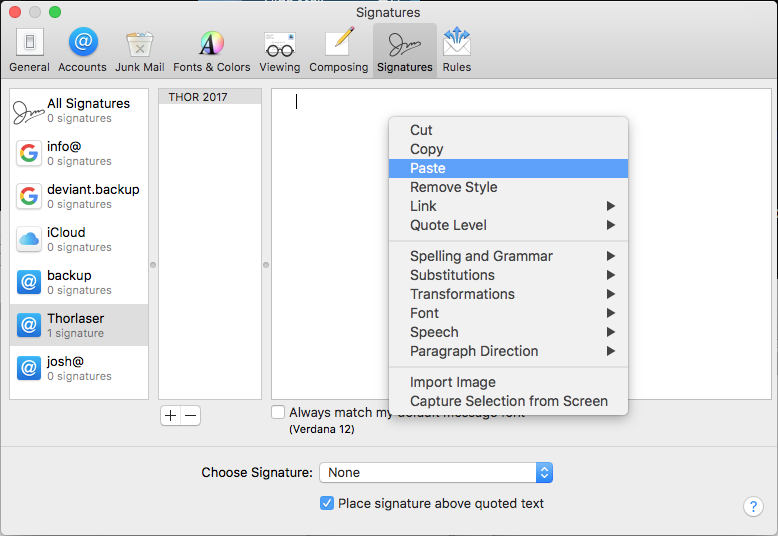 Signatures
General
Accounts
Junk Mail
Fonts & Colors
Viewing
Composing
Signatures
Rules
All Signatures
0 signatures
info@
0 signatures
deviant.backup
0 signatures
iCloud
0 signatures
backup
0 signatures
Thorlaser
1 signature
josh@
0 signatures
THOR 2017
Cut
Copy
Paste
Remove Style
Link
Quote Level
Spelling and Grammar
Substitutions
Transformations
Font
Speech
Paragraph Direction
Import Image
Capture Selection from Screen
Always match my default message font
(Verdana 12)
Choose Signature: None
Place signature above quoted text
?